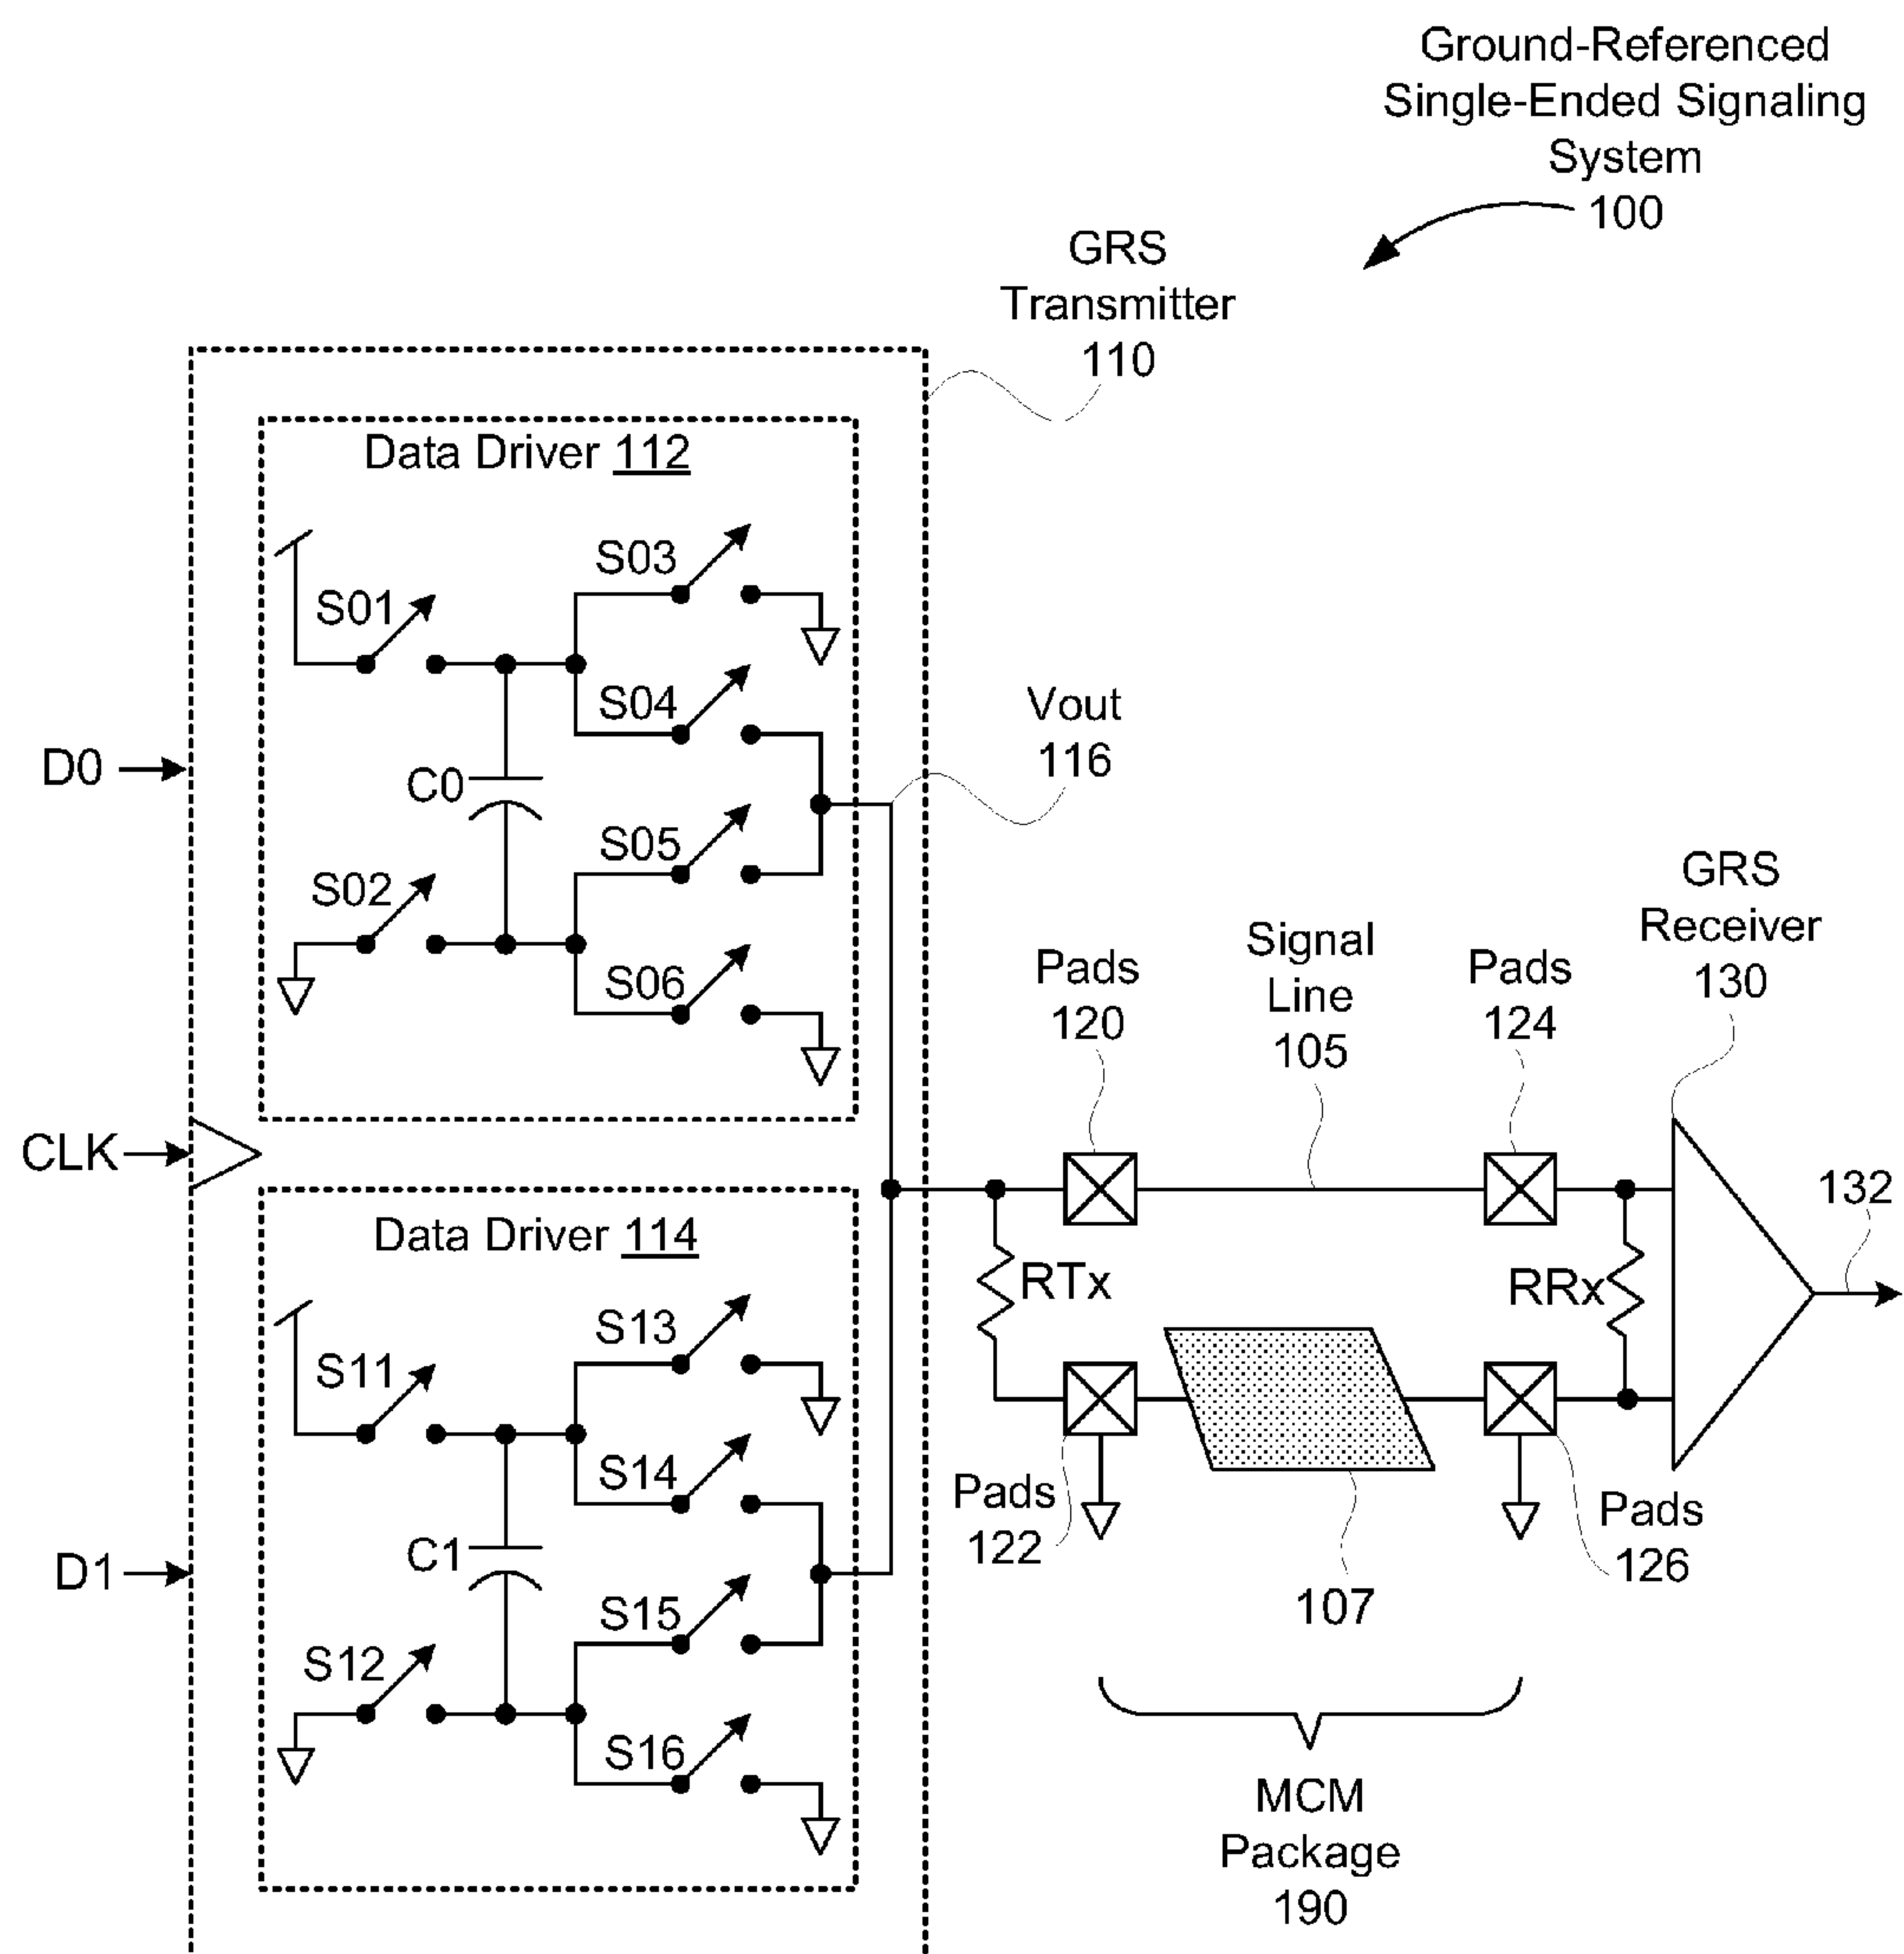 Ground-Referenced
Single-Ended Signaling
System
100
GRS
Transmitter
110
Data Driver 112
S01
S03
S04
C0
S05
S02
S06
D0
Vout
116
CLK
GRS
Receiver
130
Pads
120
Signal
Line
105
Pads
124
132
Data Driver 114
S11
S13
S14
C1
S15
S12
S16
D1
RTx
RRx
Pads
122
107
Pads
126
MCM
Package
190